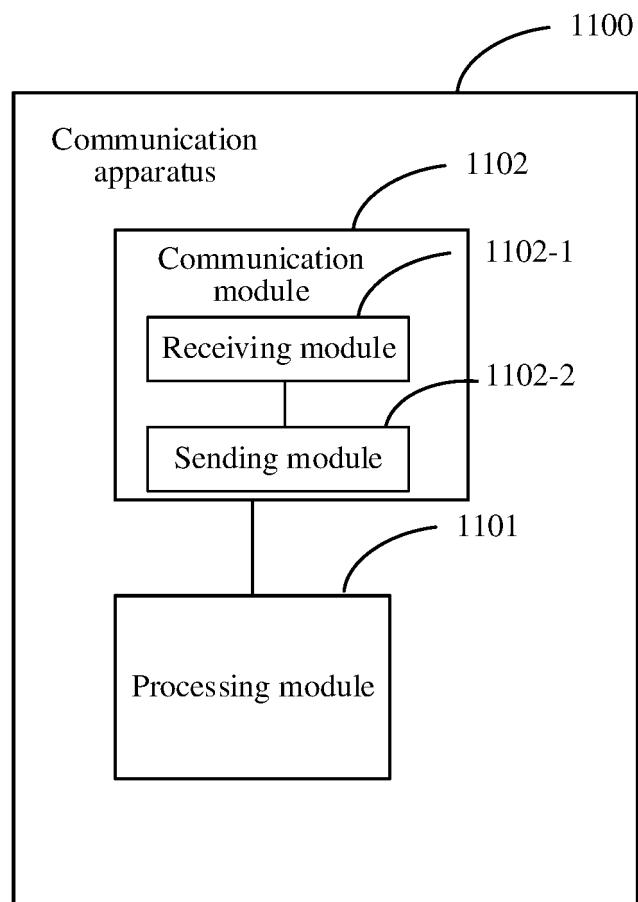 1100
Communication
apparatus
1102
Communication
module
1102-1
Receiving module
1102-2
Sending module
1101
Processing module